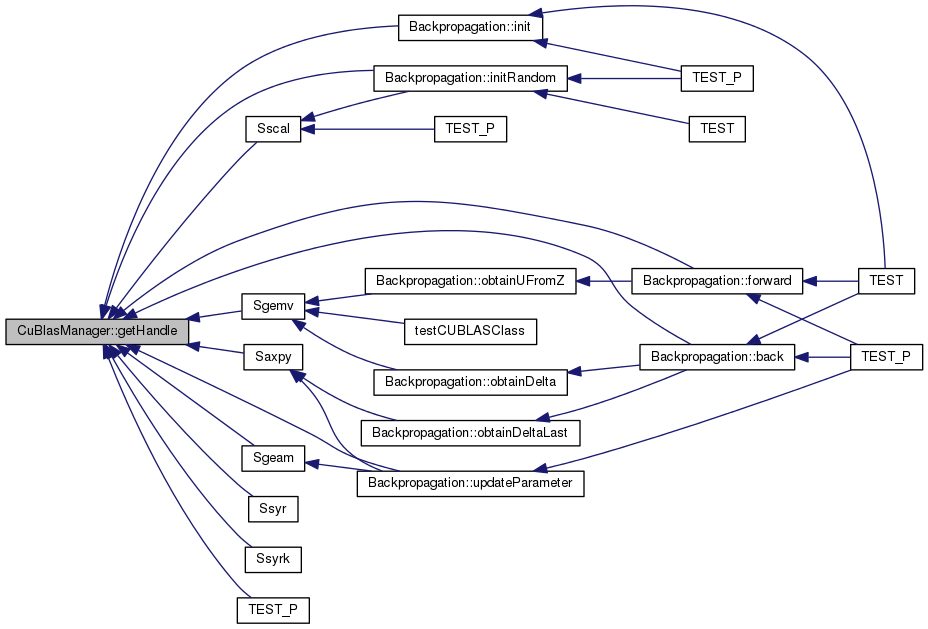 Backpropagation::init
Backpropagation::initRandom
TEST_P
Sscal
TEST_P
TEST
Backpropagation::obtainUFromZ
Backpropagation::forward
TEST
Sgemv
CuBlasManager::getHandle
testCUBLASClass
Saxpy
Backpropagation::back
TEST_P
Backpropagation::obtainDelta
Backpropagation::obtainDeltaLast
Sgeam
Backpropagation::updateParameter
Ssyr
Ssyrk
TEST_P